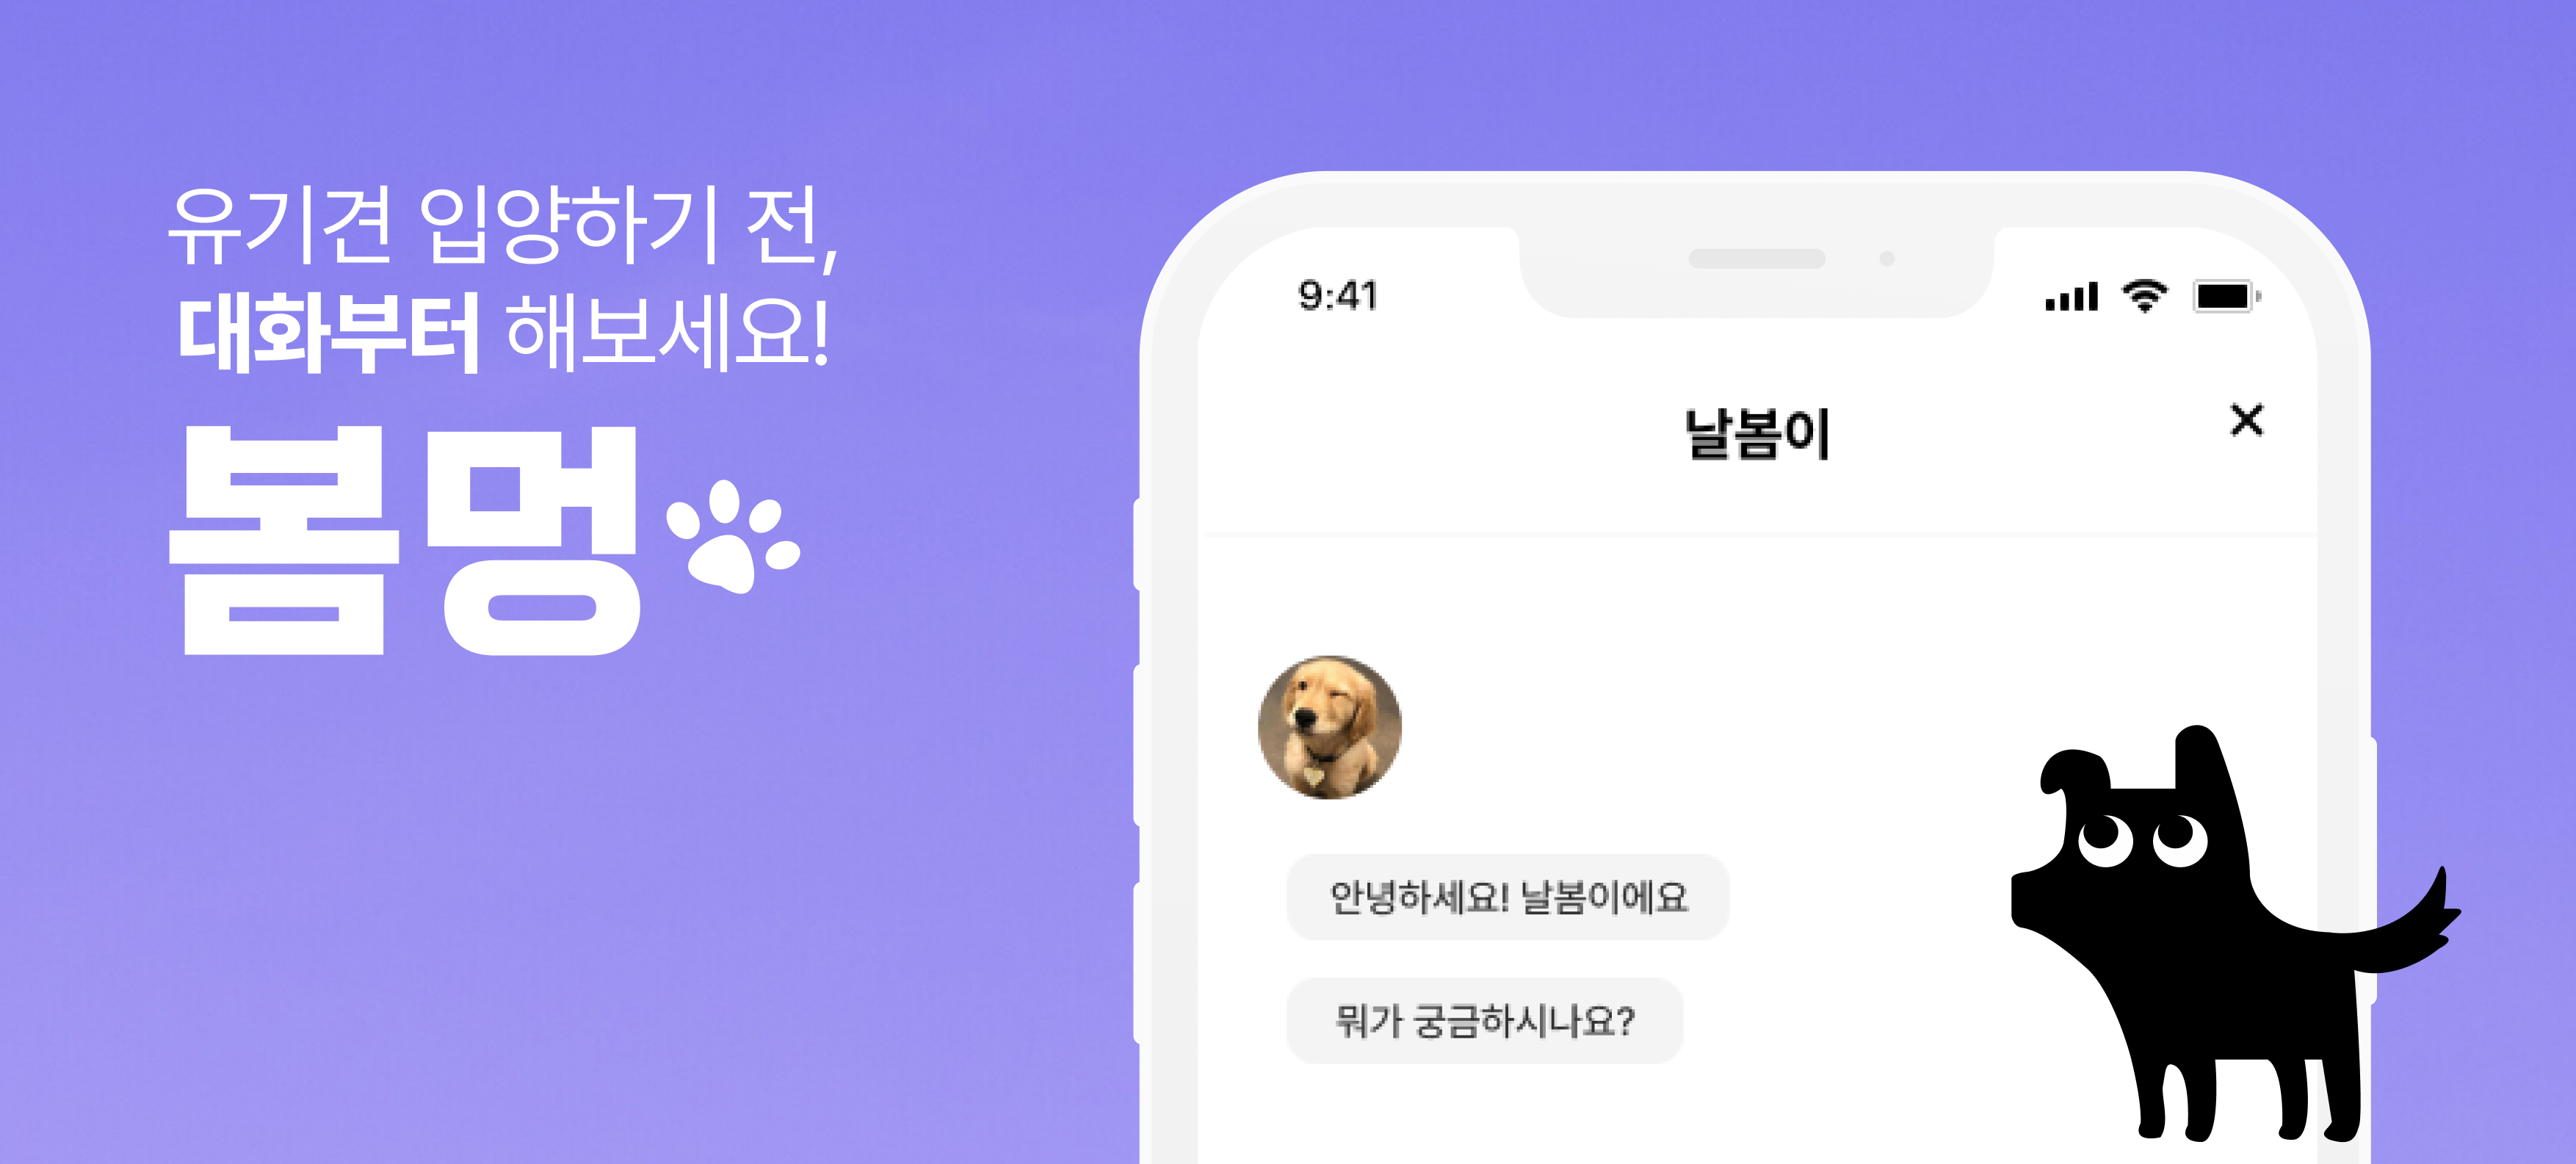 유기견 입양하기 전,
대화부터 해보세요!
봄멍
9:41
날봄이
안녕하세요! 날봄이에요
뭐가 궁금하시나요?